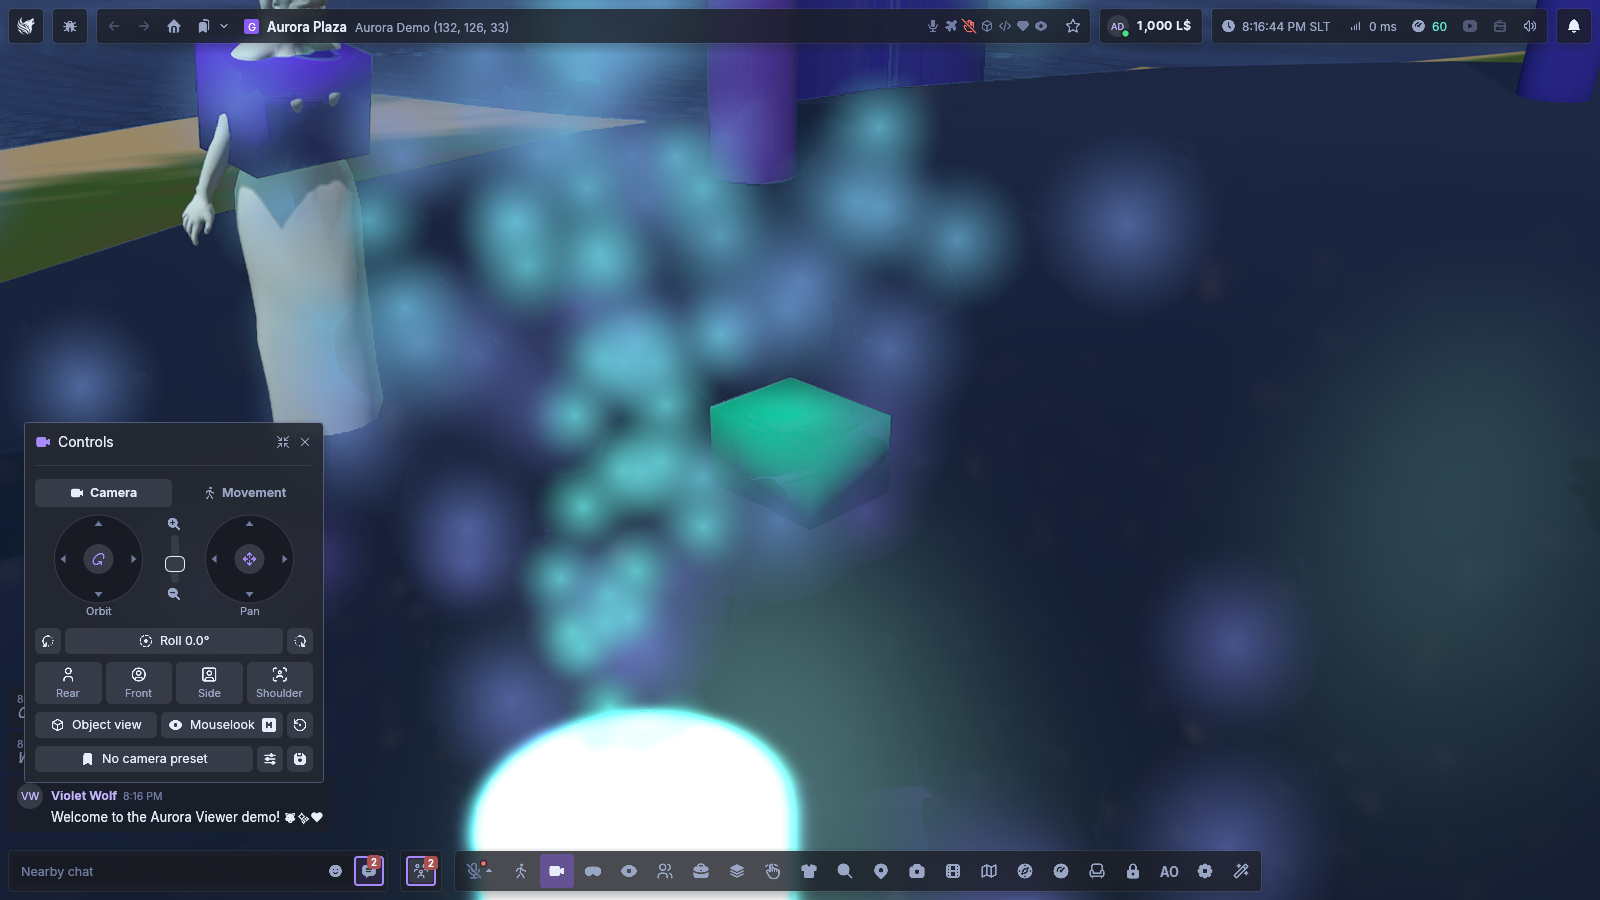 G Aurora Plaza Aurora Demo (132, 126, 33)
AD 1,000 L$
8:16:44 PM SLT 0 ms 60
Controls
Camera Movement
Orbit Pan
Roll 0.0°
Rear Front Side Shoulder
Object view Mouselook M
No camera preset
VW Violet Wolf 8:16 PM
Welcome to the Aurora Viewer demo!
Nearby chat 2 2 AO